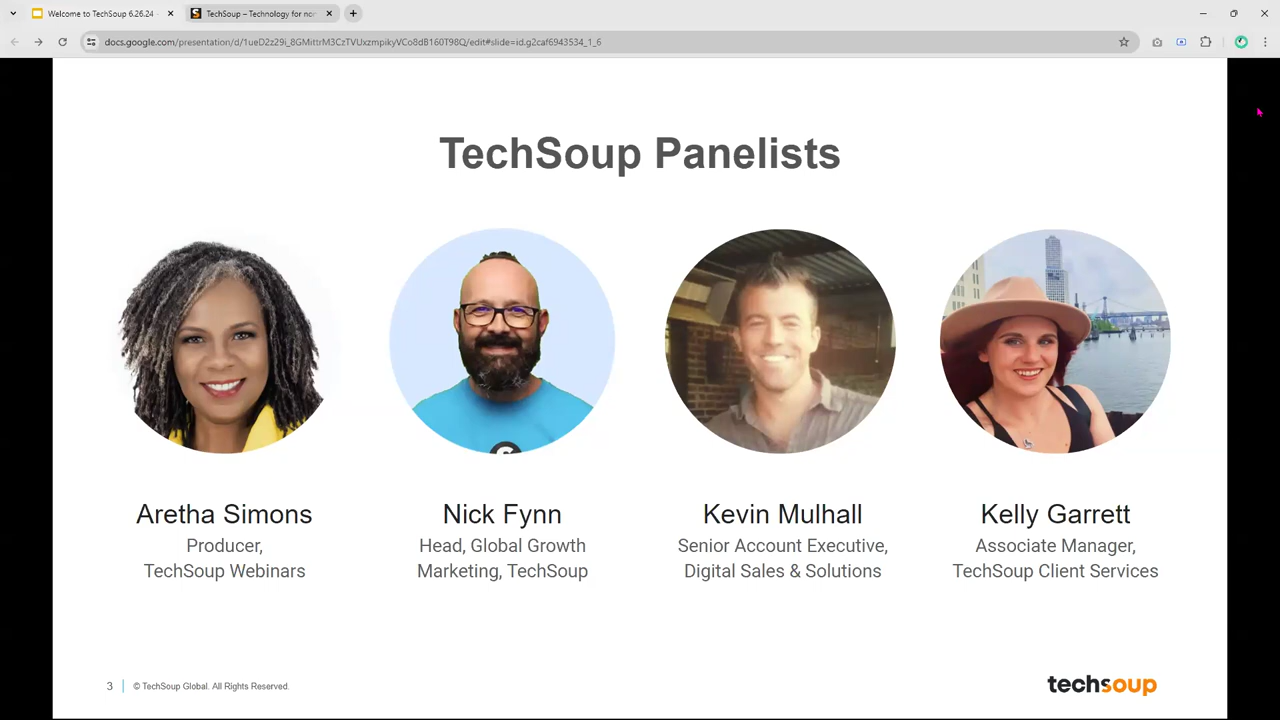 Welcome to TechSoup 6.26.24 -
TechSoup – Technology for nor
docs.google.com/presentation/d/1ueD2z29i_8GMittrM3CzTVUxzmpikyVCo8dB160T98Q/edit#slide=id.g2caf6943534_1_6
TechSoup Panelists
Aretha Simons
Producer,
TechSoup Webinars
Nick Fynn
Head, Global Growth
Marketing, TechSoup
Kevin Mulhall
Senior Account Executive,
Digital Sales & Solutions
Kelly Garrett
Associate Manager,
TechSoup Client Services
3
© TechSoup Global. All Rights Reserved.
techsoup